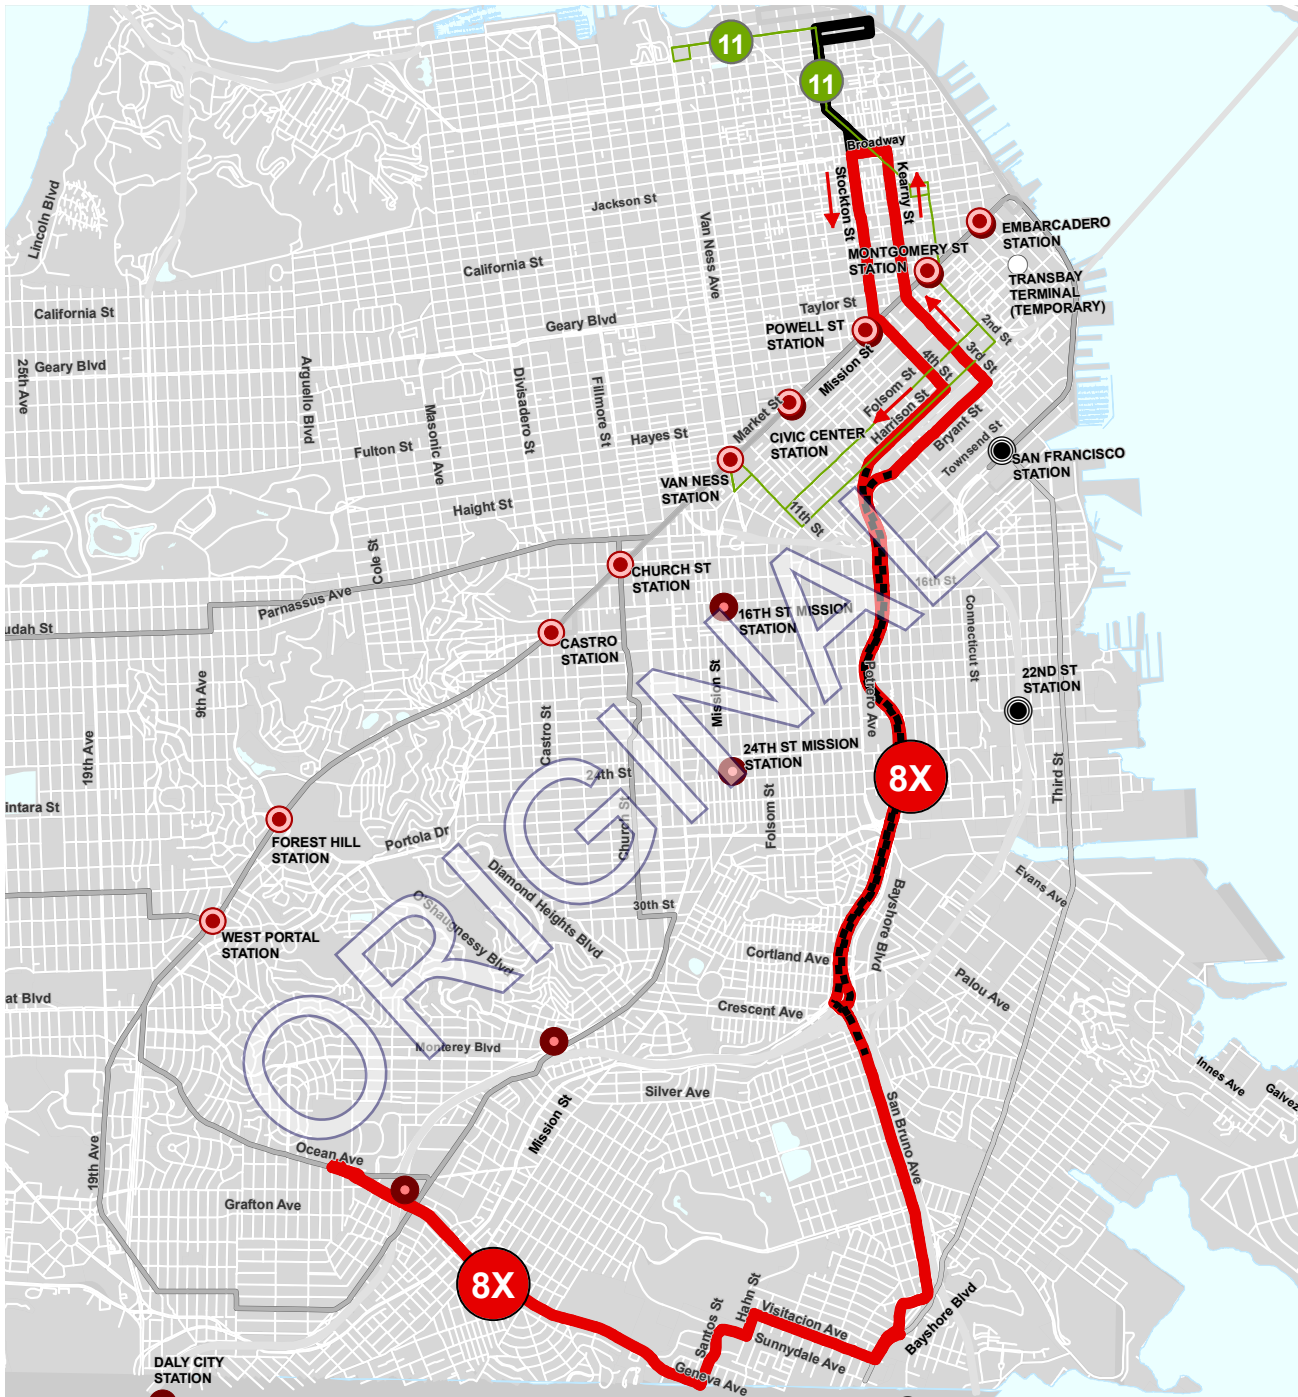 11
11
Broadway
Stockton St
Kearny St
Jackson St
Lincoln Blvd
Van Ness Ave
EMBARCADERO
STATION
MONTGOMERY ST
STATION
California St
TRANSBAY
TERMINAL
(TEMPORARY)
California St
Taylor St
Geary Blvd
POWELL ST
STATION
2nd St
3rd St
4th St
Mission St
Geary Blvd
25th Ave
Arguello Blvd
Divisadero St
Fillmore St
Masonic Ave
Folsom St
Harrison St
Bryant St
Townsend St
Market St
CIVIC CENTER
STATION
Hayes St
Fulton St
SAN FRANCISCO
STATION
VAN NESS
STATION
Haight St
11th St
Cole St
CHURCH ST
STATION
16th St
Connecticut St
Parnassus Ave
16TH ST MISSION
STATION
udah St
CASTRO
STATION
9th Ave
Mission St
Potrero Ave
22ND ST
STATION
19th Ave
Castro St
24TH ST MISSION
STATION
24th St
8X
Third St
intara St
Church St
Folsom St
FOREST HILL
STATION
Portola Dr
Diamond Heights Blvd
O'Shaugnessy Blvd
30th St
Evans Ave
Bayshore Blvd
WEST PORTAL
STATION
Cortland Ave
Palou Ave
at Blvd
Crescent Ave
Monterey Blvd
Silver Ave
Innes Ave
Galvez
Mission St
San Bruno Ave
19th Ave
Ocean Ave
Grafton Ave
8X
Santos St
Hahn St
Visitacion Ave
Sunnydale Ave
Bayshore Blvd
Geneva Ave
DALY CITY
STATION
ORIGINAL